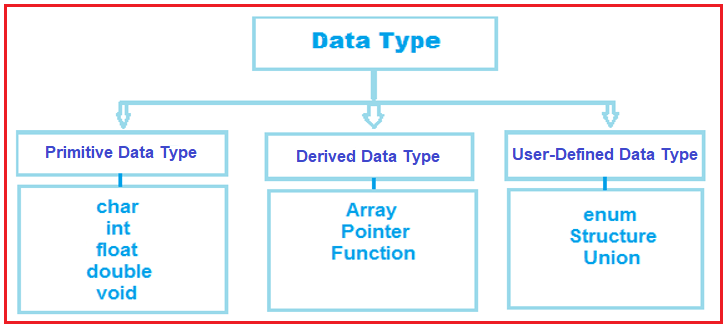 Data Type
Primitive Data Type
char
int
float
double
void
Derived Data Type
Array
Pointer
Function
User-Defined Data Type
enum
Structure
Union